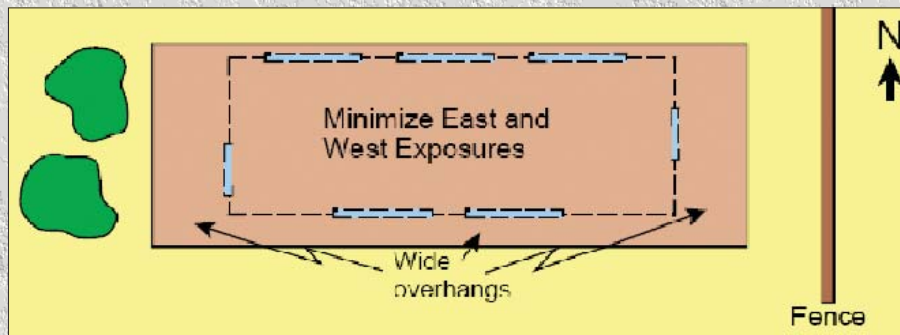 N
Minimize East and
West Exposures
Wide
overhangs
Fence